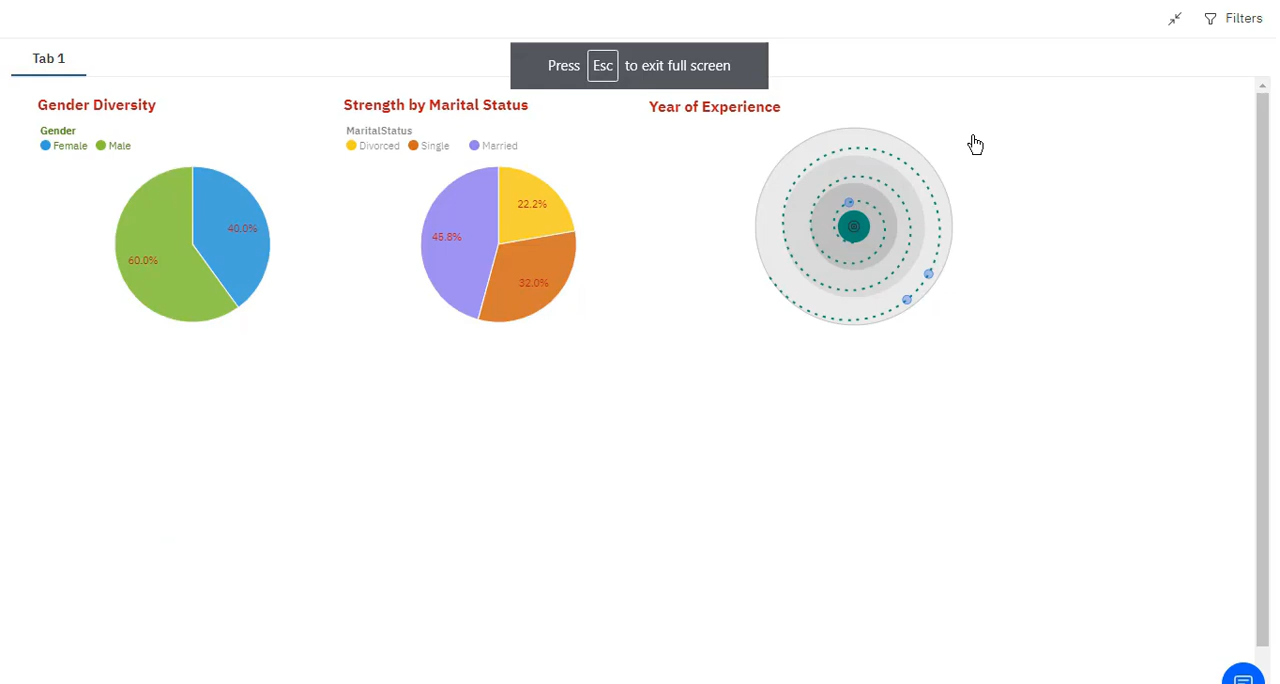 Filters
Tab 1
Press Esc to exit full screen
Gender Diversity
Gender
Female Male
40.0%
60.0%
Strength by Marital Status
MaritalStatus
Divorced Single Married
22.2%
45.8%
32.0%
Year of Experience